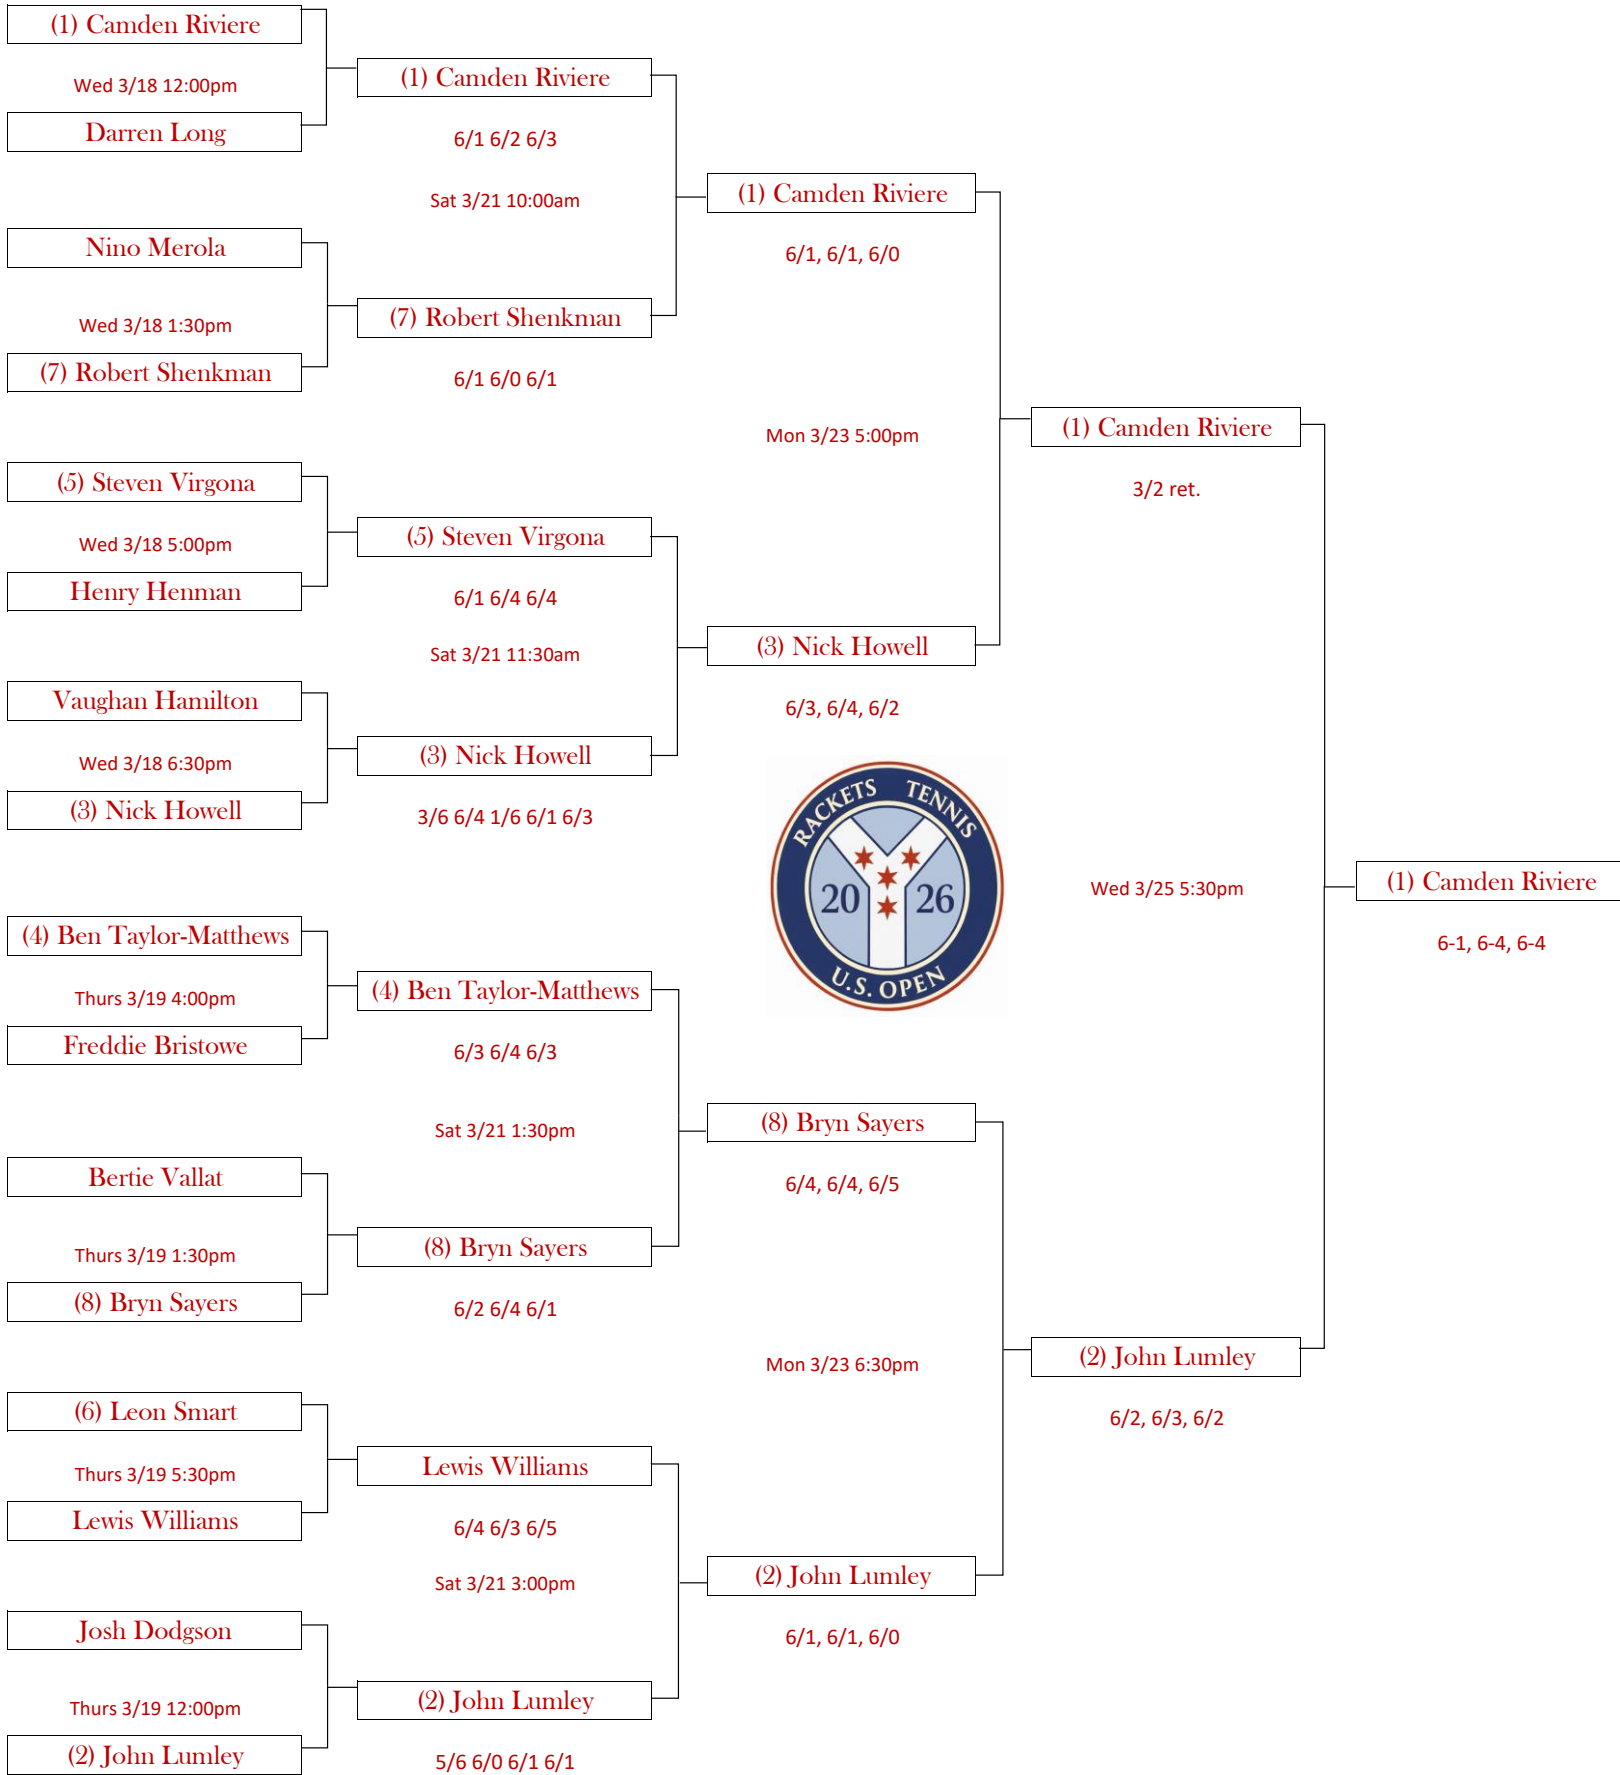 (1) Camden Riviere
Wed 3/18 12:00pm
Darren Long
Nino Merola
Wed 3/18 1:30pm
(7) Robert Shenkman
(5) Steven Virgona
Wed 3/18 5:00pm
Henry Henman
Vaughan Hamilton
Wed 3/18 6:30pm
(3) Nick Howell
(4) Ben Taylor-Matthews
Thurs 3/19 4:00pm
Freddie Bristowe
Bertie Vallat
Thurs 3/19 1:30pm
(8) Bryn Sayers
(6) Leon Smart
Thurs 3/19 5:30pm
Lewis Williams
Josh Dodgson
Thurs 3/19 12:00pm
(2) John Lumley
(1) Camden Riviere
6/1 6/2 6/3
Sat 3/21 10:00am
(7) Robert Shenkman
6/1 6/0 6/1
(5) Steven Virgona
6/1 6/4 6/4
Sat 3/21 11:30am
(3) Nick Howell
3/6 6/4 1/6 6/1 6/3
(4) Ben Taylor-Matthews
6/3 6/4 6/3
Sat 3/21 1:30pm
(8) Bryn Sayers
6/2 6/4 6/1
Lewis Williams
6/4 6/3 6/5
Sat 3/21 3:00pm
(2) John Lumley
5/6 6/0 6/1 6/1
(1) Camden Riviere
6/1, 6/1, 6/0
Mon 3/23 5:00pm
(3) Nick Howell
6/3, 6/4, 6/2
RACKETS TENNIS
20 26
U.S. OPEN
(8) Bryn Sayers
6/4, 6/4, 6/5
Mon 3/23 6:30pm
(2) John Lumley
6/1, 6/1, 6/0
(1) Camden Riviere
3/2 ret.
Wed 3/25 5:30pm
(2) John Lumley
6/2, 6/3, 6/2
(1) Camden Riviere
6-1, 6-4, 6-4